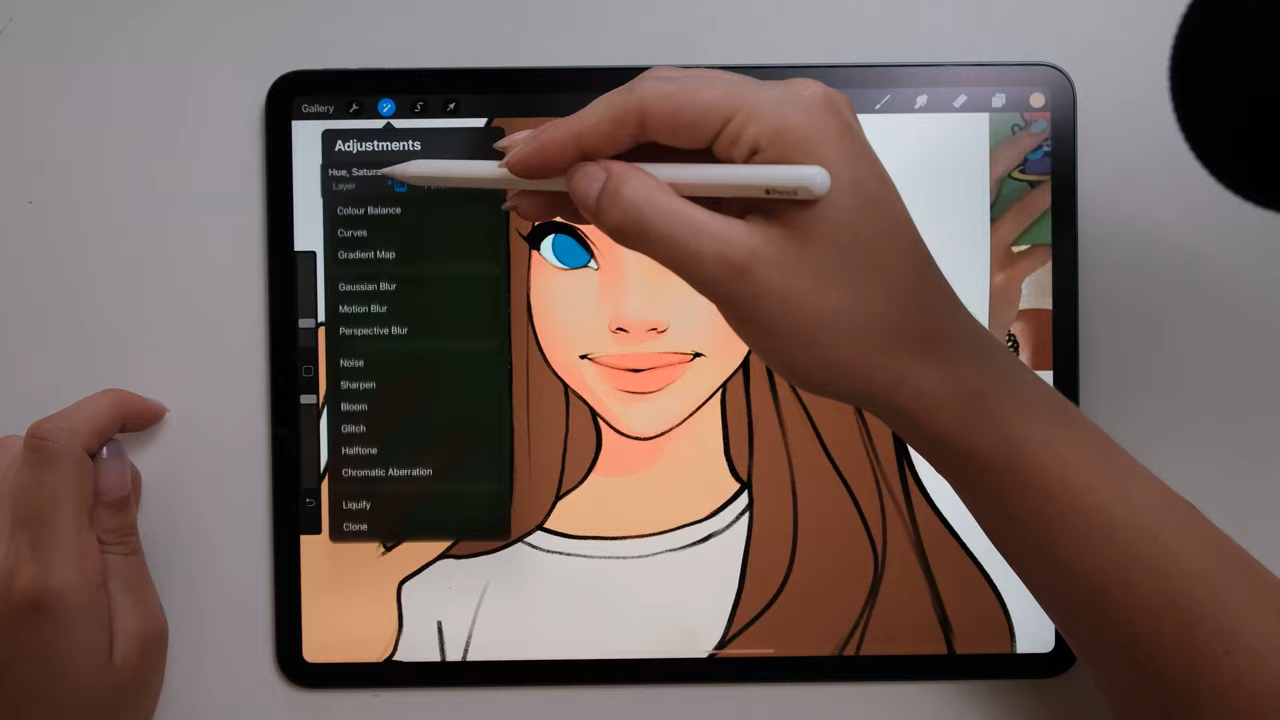 Gallery
Adjustments
Hue, Satura
Layer
Colour Balance
Curves
Gradient Map
Gaussian Blur
Motion Blur
Perspective Blur
Noise
Sharpen
Bloom
Glitch
Halftone
Chromatic Aberration
Liquify
Clone
Pencil